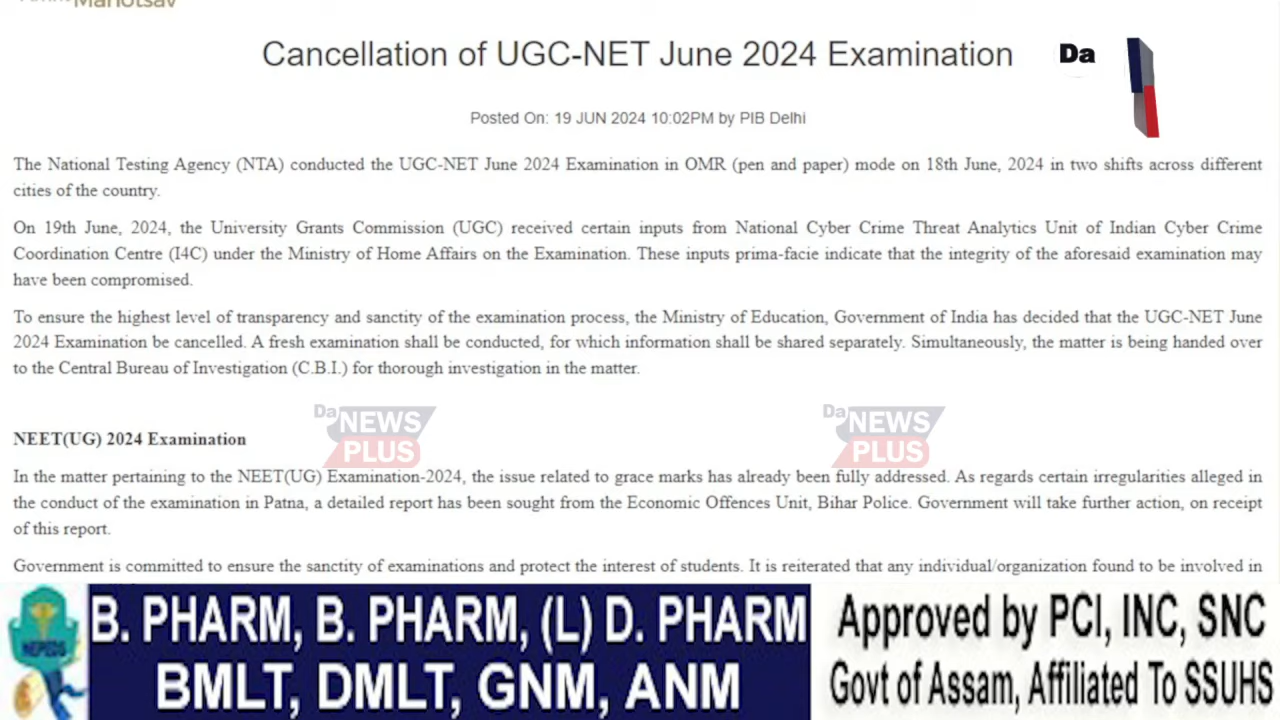 Mahotsav
Cancellation of UGC-NET June 2024 Examination
Da
Posted On: 19 JUN 2024 10:02PM by PIB Delhi
The National Testing Agency (NTA) conducted the UGC-NET June 2024 Examination in OMR (pen and paper) mode on 18th June, 2024 in two shifts across different
cities of the country.
On 19th June, 2024, the University Grants Commission (UGC) received certain inputs from National Cyber Crime Threat Analytics Unit of Indian Cyber Crime
Coordination Centre (I4C) under the Ministry of Home Affairs on the Examination. These inputs prima-facie indicate that the integrity of the aforesaid examination may
have been compromised.
To ensure the highest level of transparency and sanctity of the examination process, the Ministry of Education, Government of India has decided that the UGC-NET June
2024 Examination be cancelled. A fresh examination shall be conducted, for which information shall be shared separately. Simultaneously, the matter is being handed over
to the Central Bureau of Investigation (C.B.I.) for thorough investigation in the matter.
Da NEWS PLUS
Da NEWS PLUS
NEET(UG) 2024 Examination
In the matter pertaining to the NEET(UG) Examination-2024, the issue related to grace marks has already been fully addressed. As regards certain irregularities alleged in
the conduct of the examination in Patna, a detailed report has been sought from the Economic Offences Unit, Bihar Police. Government will take further action, on receipt
of this report.
Government is committed to ensure the sanctity of examinations and protect the interest of students. It is reiterated that any individual/organization found to be involved in
NEPEDS
B. PHARM, B. PHARM, (L) D. PHARM
BMLT, DMLT, GNM, ANM
Approved by PCI, INC, SNC
Govt of Assam, Affiliated To SSUHS